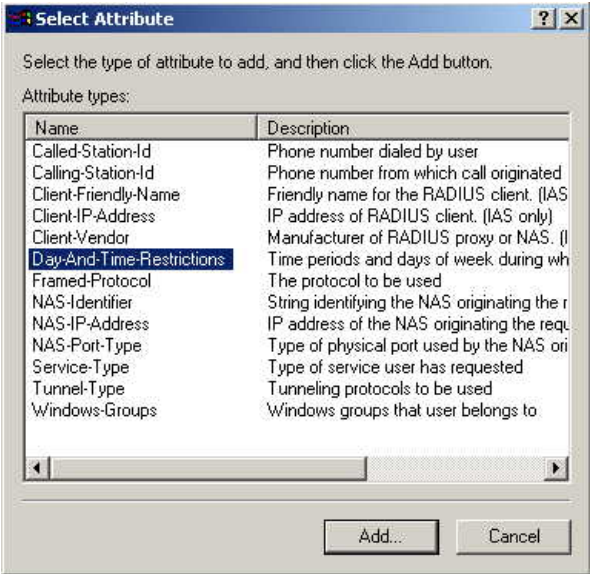 Select Attribute
Select the type of attribute to add, and then click the Add button.
Attribute types:
Name Description
Called-Station-Id Phone number dialed by user
Calling-Station-Id Phone number from which call originated
Client-Friendly-Name Friendly name for the RADIUS client. (IAS
Client-IP-Address IP address of RADIUS client. (IAS only)
Client-Vendor Manufacturer of RADIUS proxy or NAS. (I
Day-And-Time-Restrictions Time periods and days of week during wh
Framed-Protocol The protocol to be used
NAS-Identifier String identifying the NAS originating the r
NAS-IP-Address IP address of the NAS originating the requ
NAS-Port-Type Type of physical port used by the NAS ori
Service-Type Type of service user has requested
Tunnel-Type Tunneling protocols to be used
Windows-Groups Windows groups that user belongs to
Add... Cancel